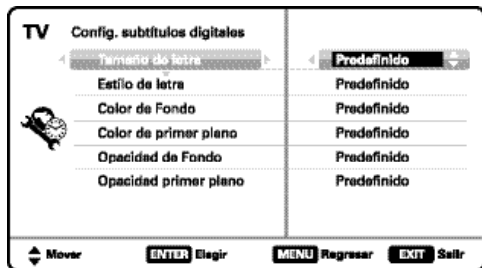 TV Config. subtítulos digitales
Tamaño de letra Predefinido
Estilo de letra Predefinido
Color de Fondo Predefinido
Color de primer plano Predefinido
Opacidad de Fondo Predefinido
Opacidad primer plano Predefinido
Mover ENTER Elegir MENU Regresar EXIT Salir